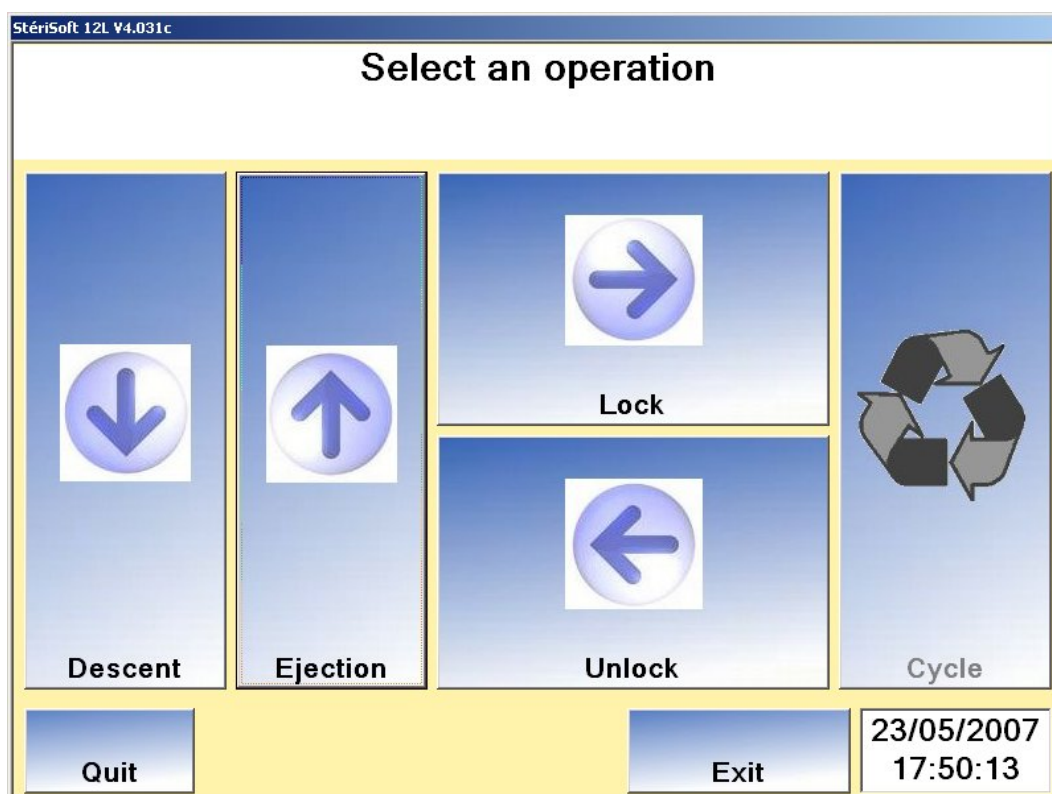 StériSoft 12L V4.031c
Select an operation
Lock
Descent
Ejection
Unlock
Cycle
Quit
Exit
23/05/2007
17:50:13